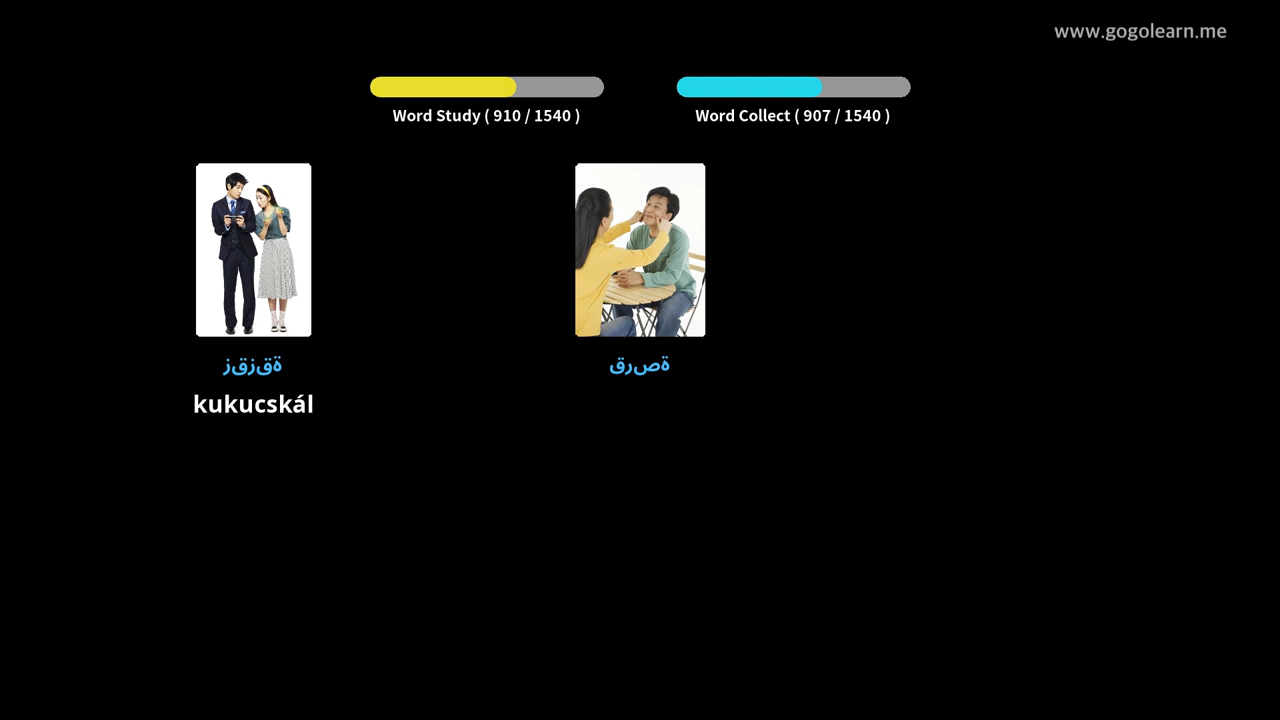 www.gogolearn.me
Word Study ( 910 / 1540 )
Word Collect ( 907 / 1540 )
ةقزقز
kukucskál
ةصرق